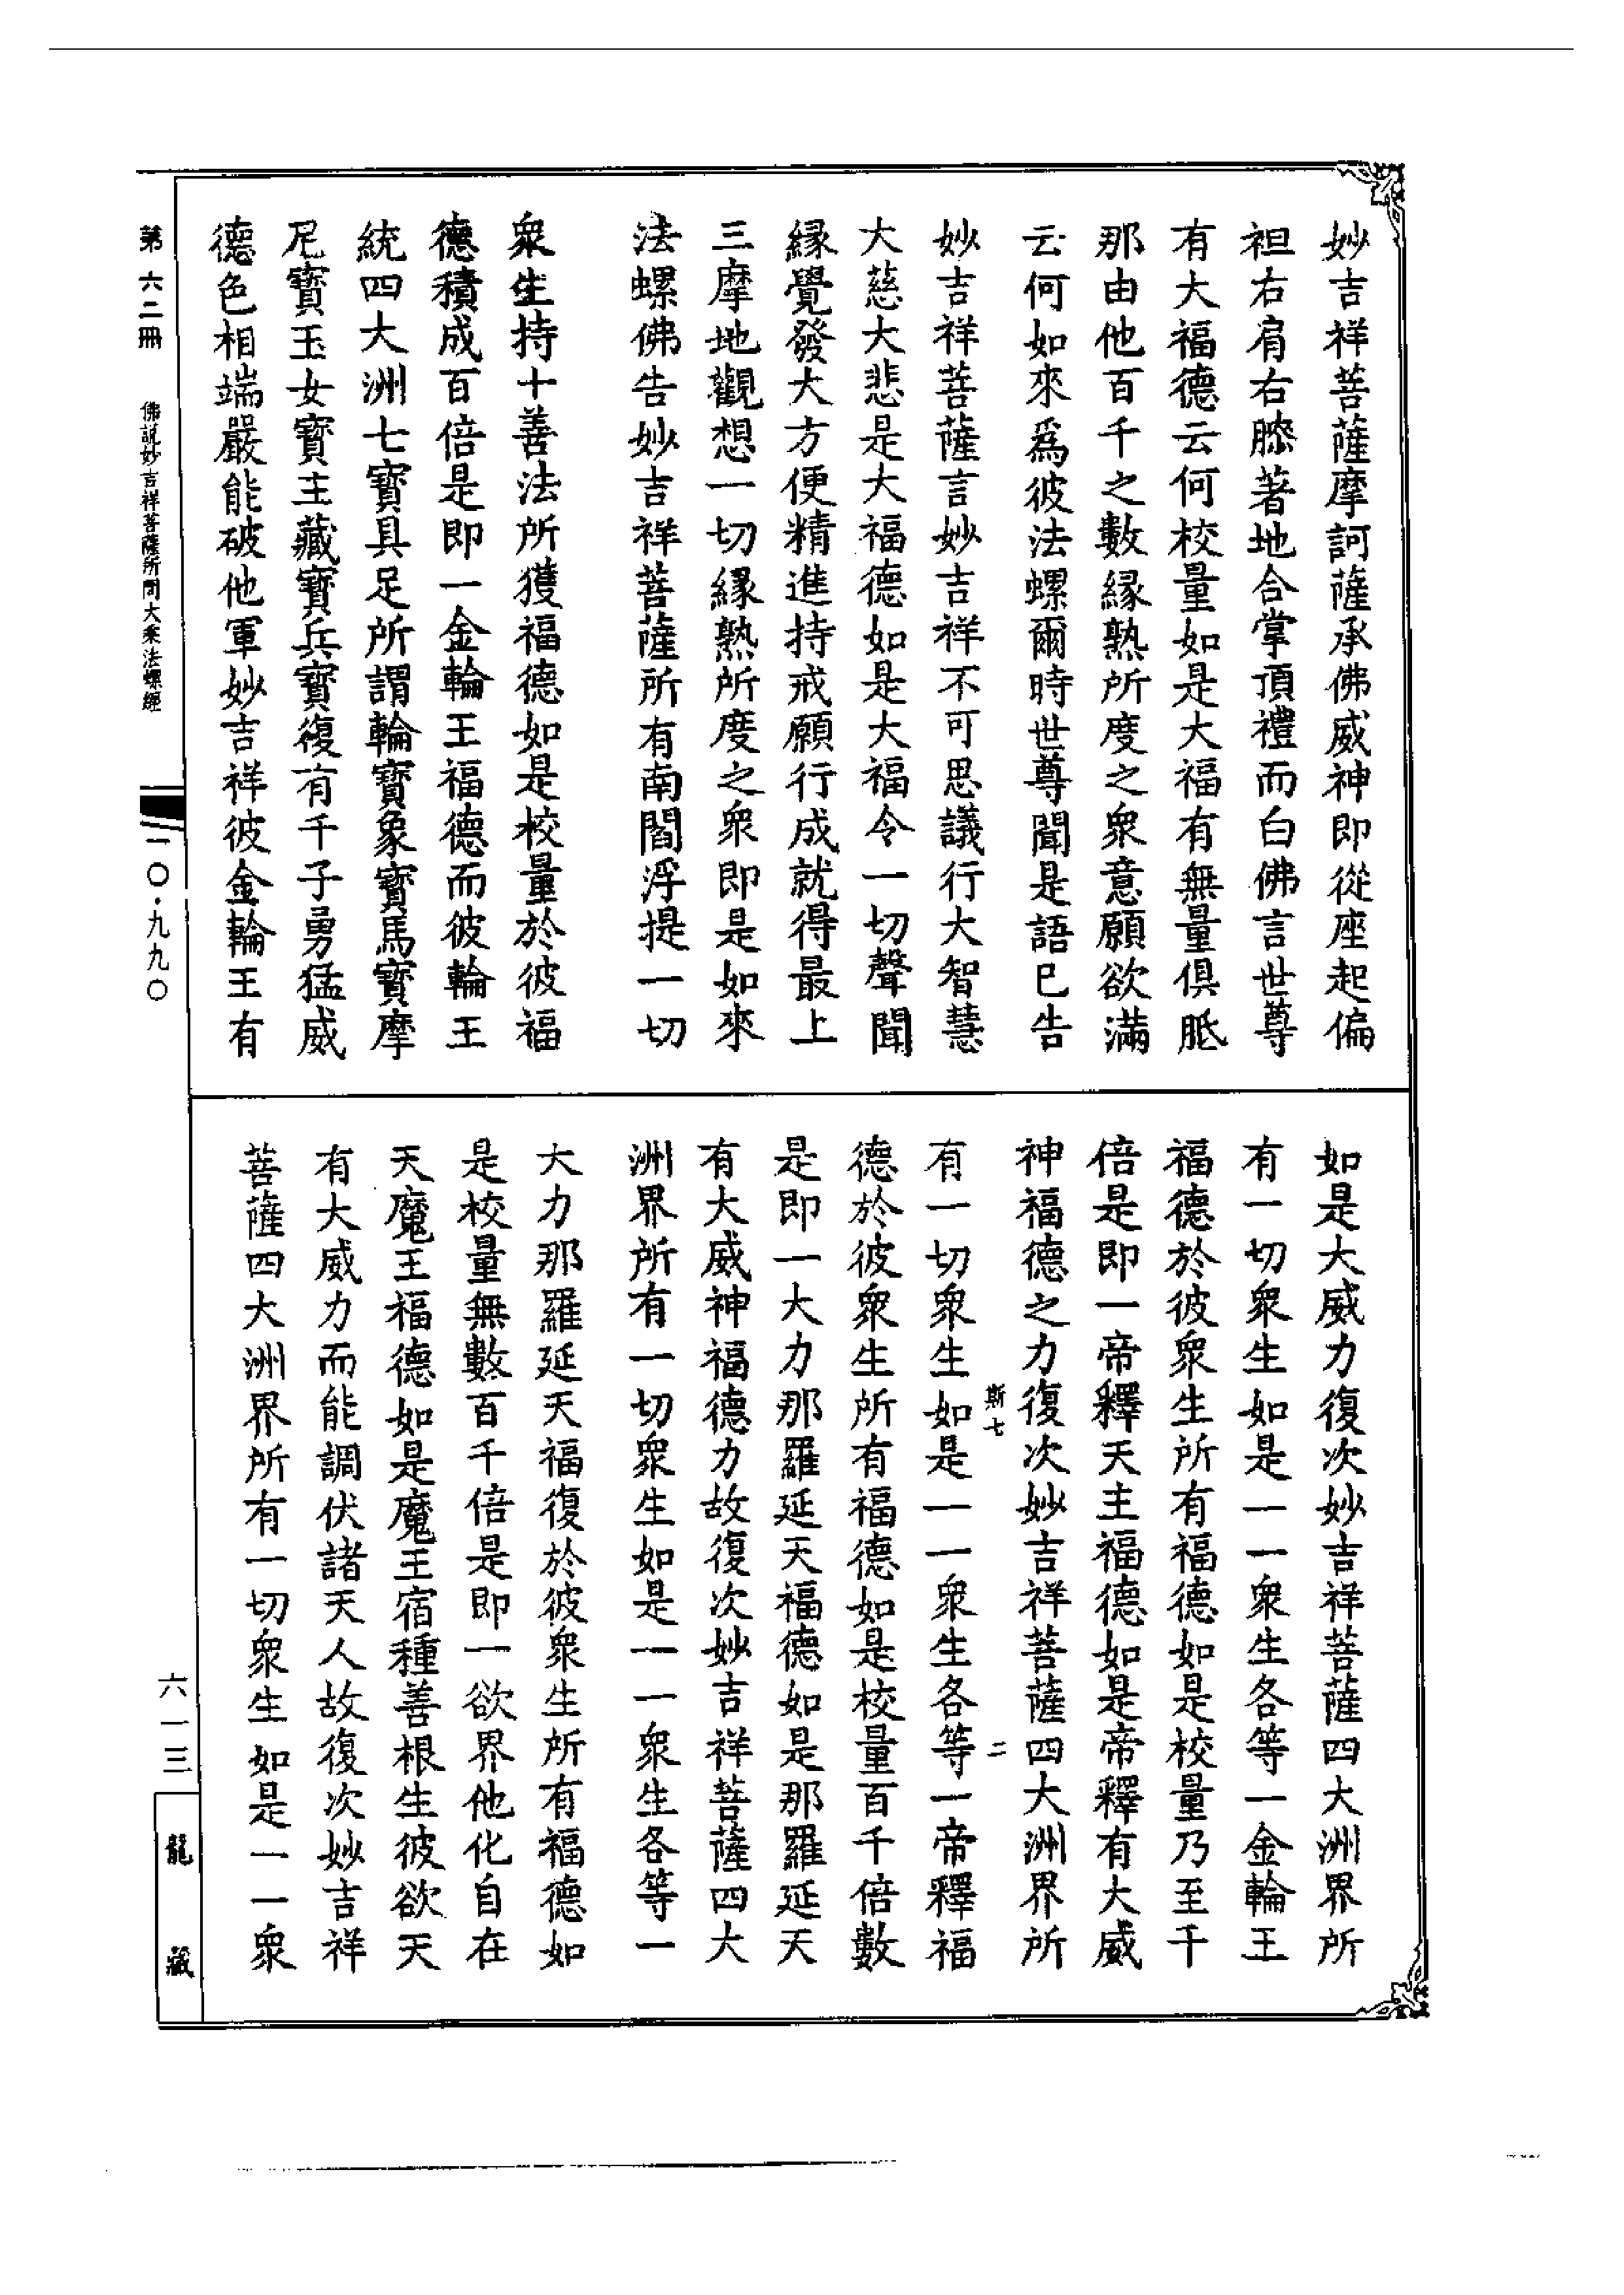 妙吉祥菩薩摩訶薩承佛威神即從座起偏
袒右肩右膝著地合掌頂禮而白佛言世尊
有大福德云何校量如是大福有無量俱胝
那由他百千之數緣熟所度之衆意願欲滿
云何如來爲彼法螺爾時世尊聞是語已告
妙吉祥菩薩言妙吉祥不可思議行大智慧
大慈大悲是大福德如是大福令一切聲聞
緣覺發大方便精進持戒願行成就得最上
三摩地觀想一切緣熟所度之衆即是如來
法螺佛告妙吉祥菩薩所有南閻浮提一切
衆生持十善法所獲福德如是校量於彼福
德積成百倍是即一金輪王福德而彼輪王
統四大洲七寶具足所謂輪寶象寶馬寶摩
尼寶玉女寶主藏寶兵寶復有千子勇猛威
德色相端嚴能破他軍妙吉祥彼金輪王有
如是大威力復次妙吉祥菩薩四大洲界所
有一切衆生如是一一衆生各等一金輪王
福德於彼衆生所有福德如是校量乃至千
倍是即一帝釋天主福德如是帝釋有大威
神福德之力復次妙吉祥菩薩四大洲界所
斯七 二
有一切衆生如是一一衆生各等一帝釋福
德於彼衆生所有福德如是校量百千倍數
是即一大力那羅延天福德如是那羅延天
有大威神福德力故復次妙吉祥菩薩四大
洲界所有一切衆生如是一一衆生各等一
大力那羅延天福復於彼衆生所有福德如
是校量無數百千倍是即一欲界他化自在
天魔王福德如是魔王宿種善根生彼欲天
有大威力而能調伏諸天人故復次妙吉祥
菩薩四大洲界所有一切衆生如是一一衆
第六二冊 佛説妙吉祥菩薩所問大乘法螺經 一〇·九九〇
六一三 龍藏